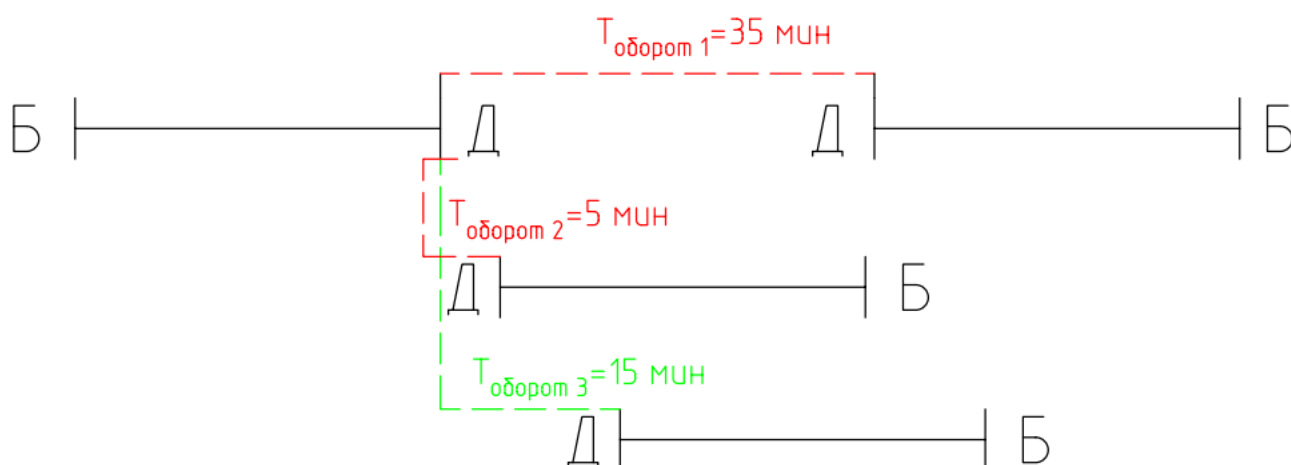 Т оборот 1=35 мин
Б Д Д Б
Т оборот 2=5 мин
Д Б
Т оборот 3=15 мин
Д Б